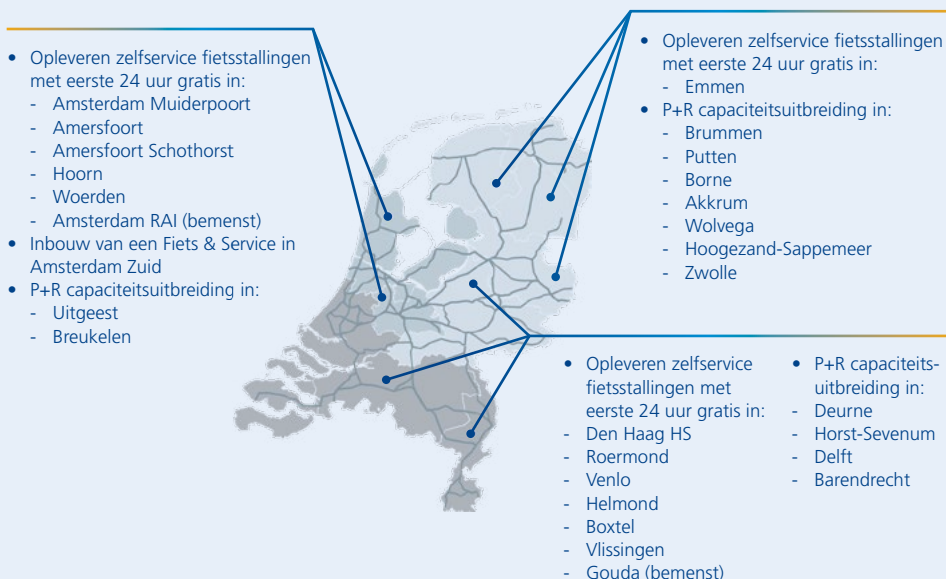 • Opleveren zelfservice fietsstallingen
met eerste 24 uur gratis in:
- Amsterdam Muiderpoort
- Amersfoort
- Amersfoort Schothorst
- Hoorn
- Woerden
- Amsterdam RAI (bemenst)
• Inbouw van een Fiets & Service in
Amsterdam Zuid
• P+R capaciteitsuitbreiding in:
- Uitgeest
- Breukelen
• Opleveren zelfservice fietsstallingen
met eerste 24 uur gratis in:
- Emmen
• P+R capaciteitsuitbreiding in:
- Brummen
- Putten
- Borne
- Akkrum
- Wolvega
- Hoogezand-Sappemeer
- Zwolle
• Opleveren zelfservice
fietsstallingen met
eerste 24 uur gratis in:
- Den Haag HS
- Roermond
- Venlo
- Helmond
- Boxtel
- Vlissingen
- Gouda (bemenst)
• P+R capaciteits-
uitbreiding in:
- Deurne
- Horst-Sevenum
- Delft
- Barendrecht